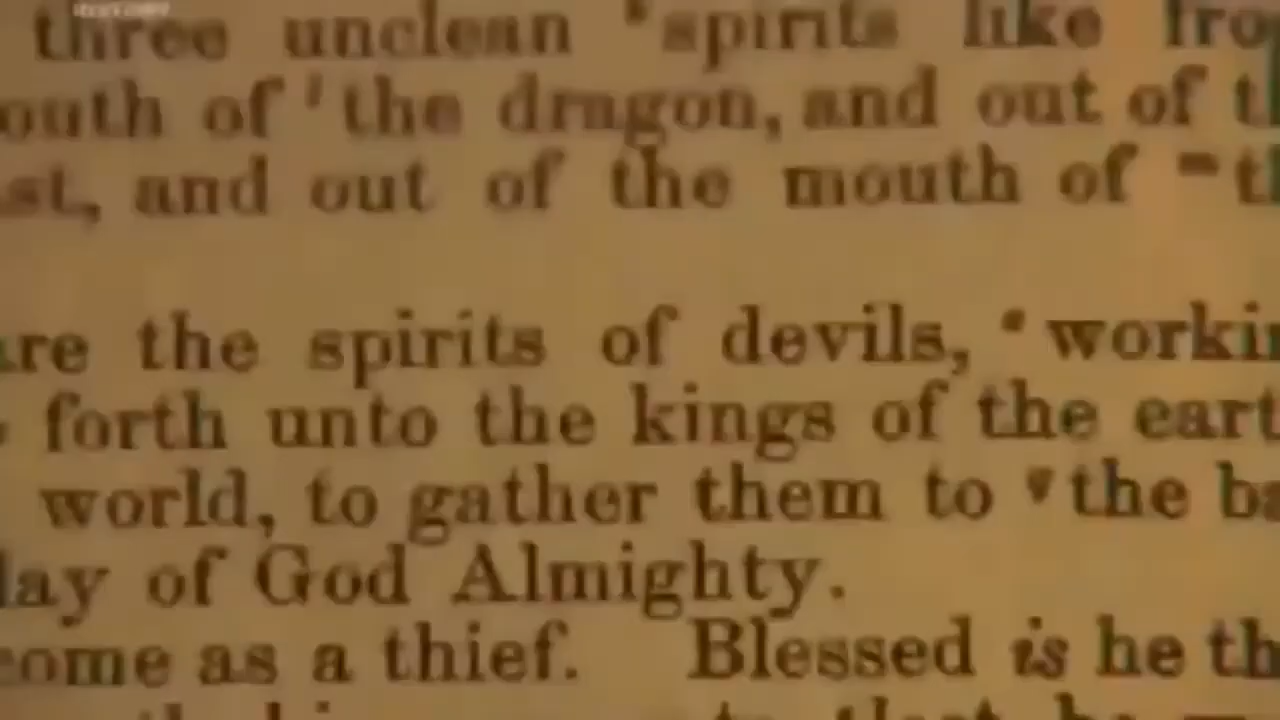 three unclean spirits like fro
outh of the dragon, and out of th
st, and out of the mouth of th
are the spirits of devils, workin
forth unto the kings of the eart
world, to gather them to the ba
lay of God Almighty.
come as a thief. Blessed is he th